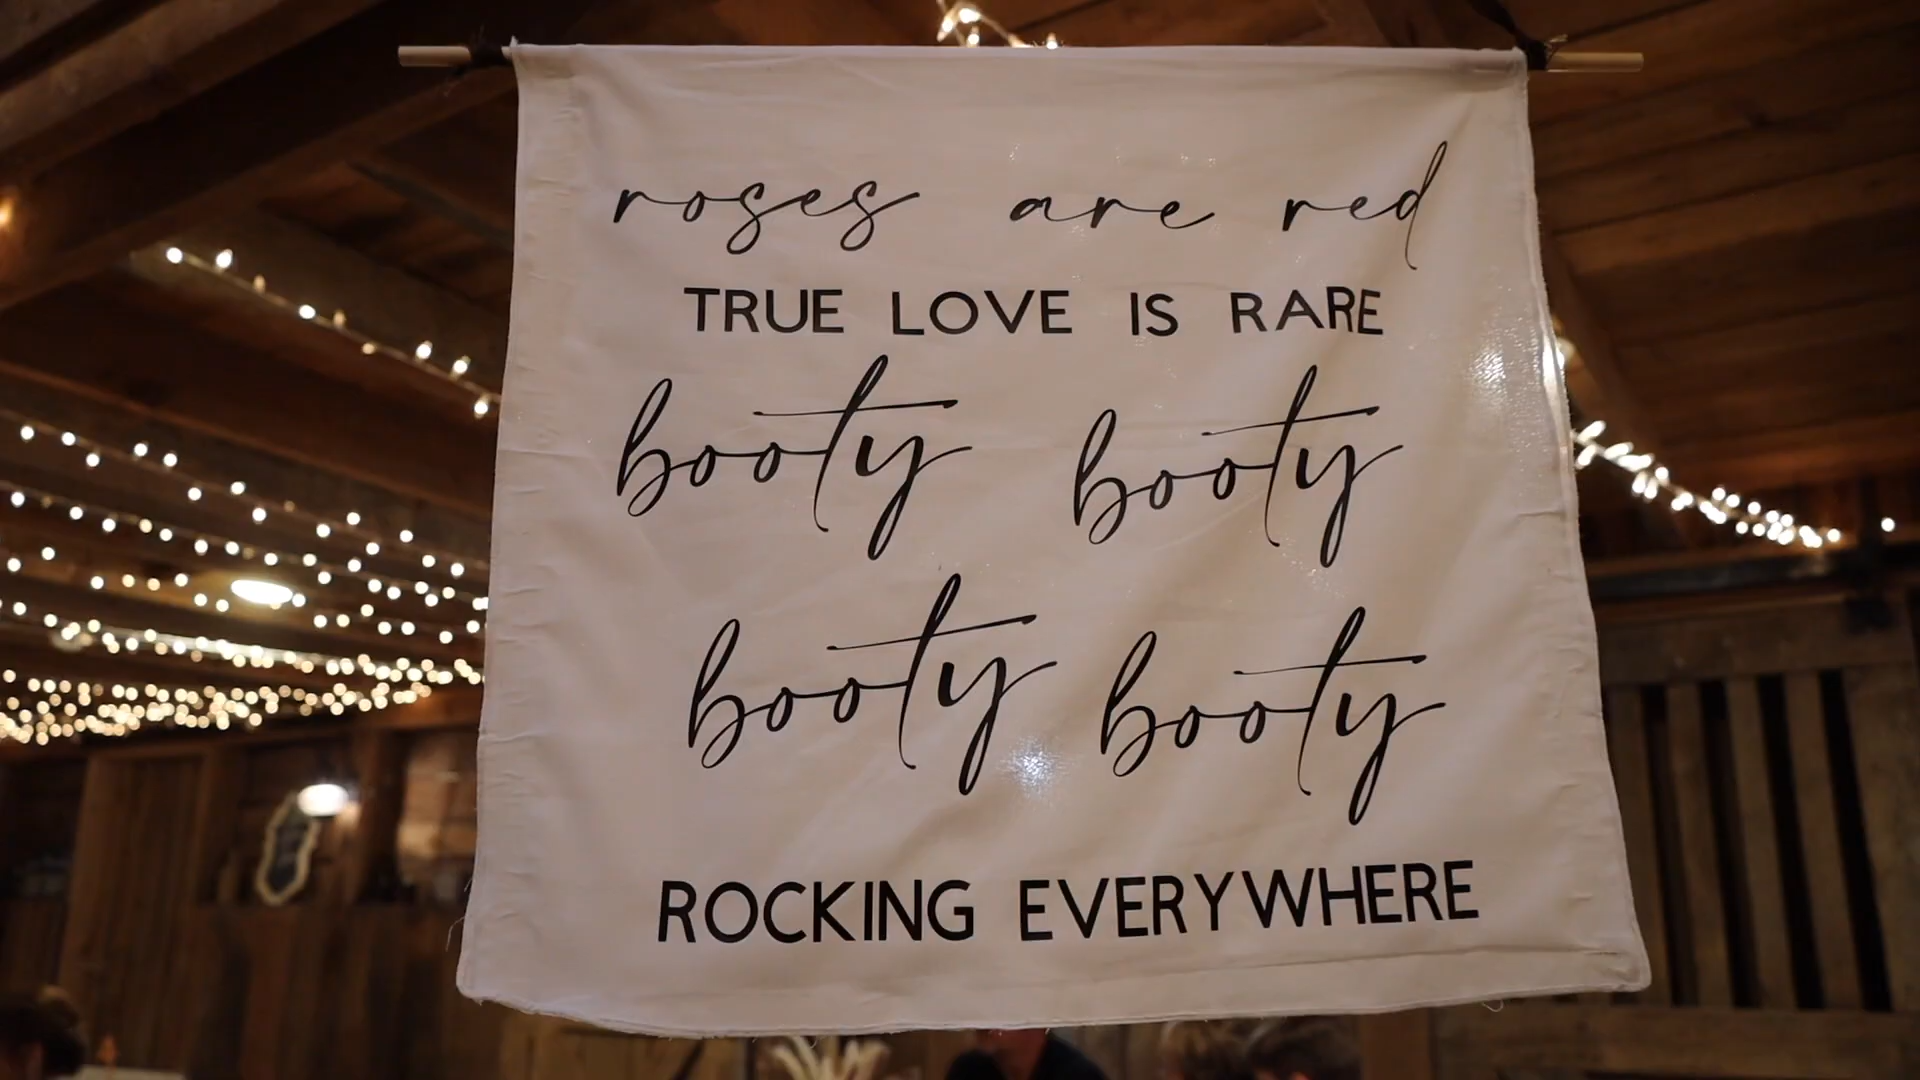 roses are red
TRUE LOVE IS RARE
booty booty
booty booty
ROCKING EVERYWHERE